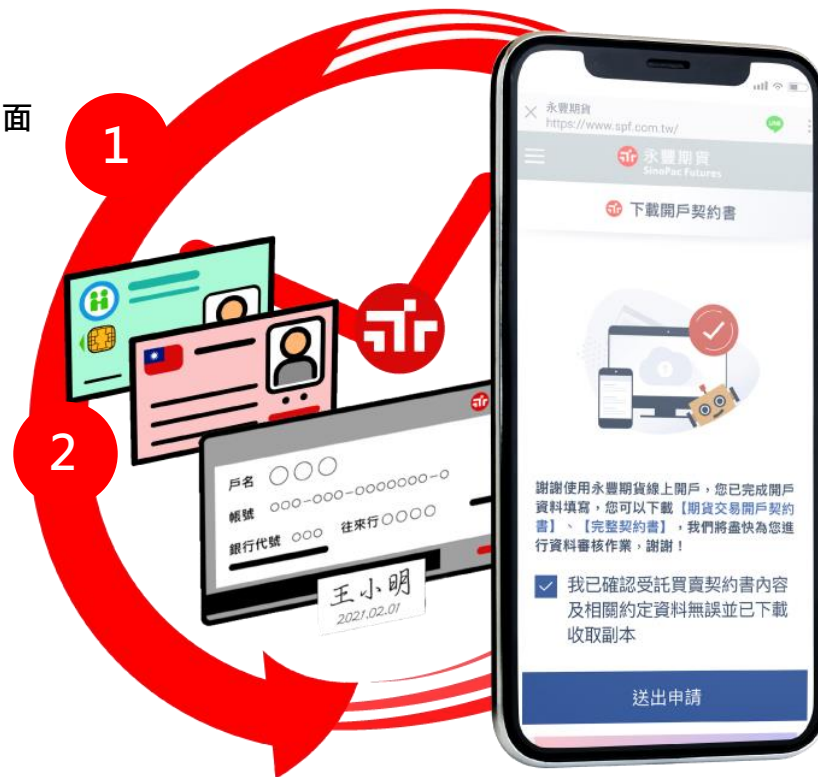 面
1
2
戶名 ○○○
帳號 ○○○-○○○-○○○○○○○-○
銀行代號 ○○○ 往來行○○○○
王小明
2021.02.01
永豐期貨
https://www.spf.com.tw/
LINE
永豐期貨
SinoPac Futures
下載開戶契約書
謝謝使用永豐期貨線上開戶，您已完成開戶
資料填寫，您可以下載【期貨交易開戶契約
書】、【完整契約書】，我們將盡快為您進
行資料審核作業，謝謝！
我已確認受託買賣契約書內容
及相關約定資料無誤並已下載
收取副本
送出申請